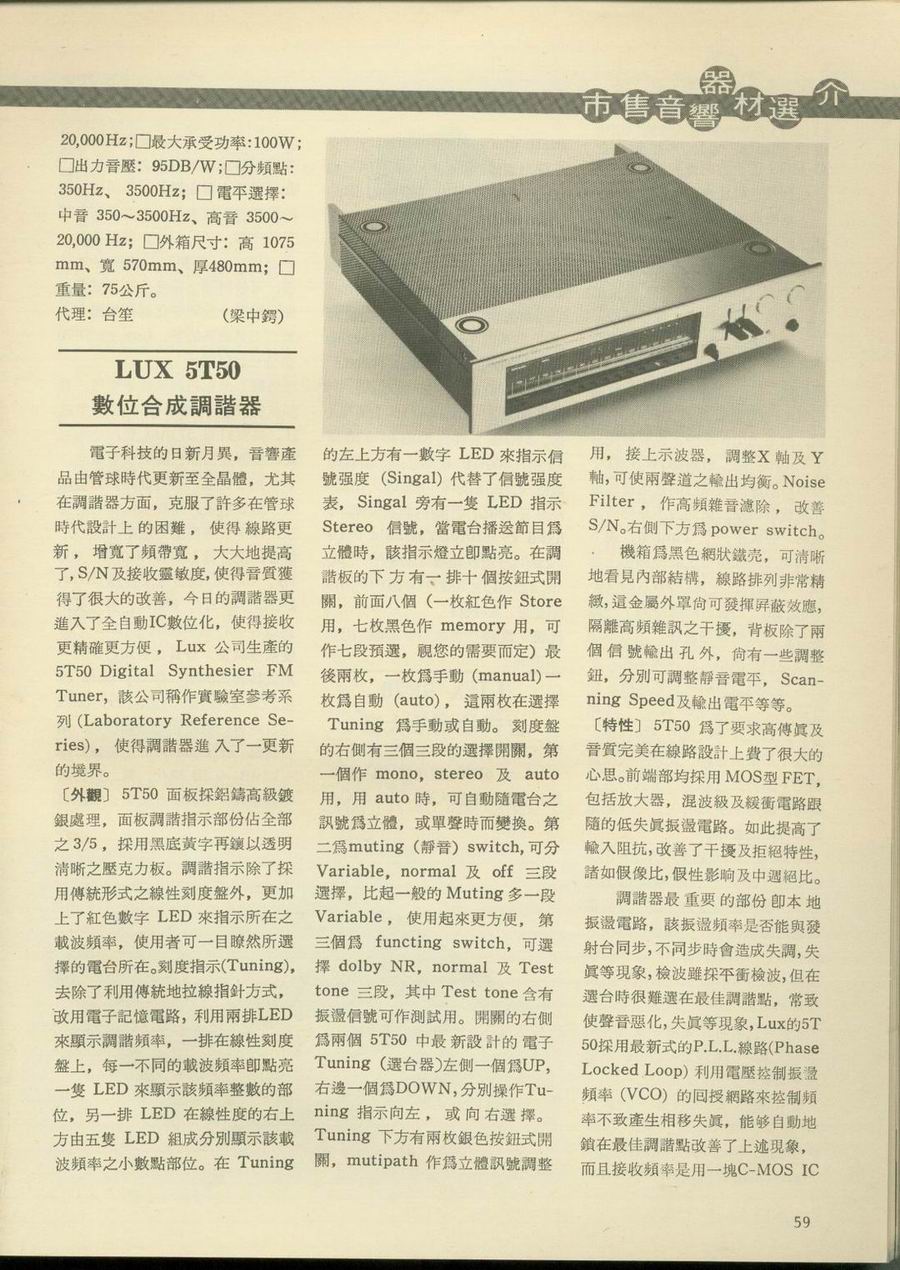 市售音響器材選介
20,000Hz;□最大承受功率:100W;
□出力音壓：95DB/W;□分頻點：
350Hz、3500Hz；□電平選擇：
中音 350～3500Hz、高音 3500～
20,000 Hz；□外箱尺寸：高 1075
mm、寬 570mm、厚480mm；□
重量：75公斤。
代理：台笙 （梁中鍔）
LUX 5T50
數位合成調諧器
電子科技的日新月異，音響產
品由管球時代更新至全晶體，尤其
在調諧器方面，克服了許多在管球
時代設計上的困難，使得線路更
新，增寬了頻帶寬，大大地提高
了,S/N及接收靈敏度,使得音質獲
得了很大的改善，今日的調諧器更
進入了全自動IC數位化，使得接收
更精確更方便，Lux 公司生產的
5T50 Digital Synthesier FM
Tuner，該公司稱作實驗室參考系
列 (Laboratory Reference Se-
ries)，使得調諧器進入了一更新
的境界。
〔外觀〕5T50 面板採鋁鑄高級鍍
銀處理，面板調諧指示部份佔全部
之 3/5，採用黑底黃字再鑲以透明
清晰之壓克力板。調諧指示除了採
用傳統形式之線性刻度盤外，更加
上了紅色數字 LED 來指示所在之
載波頻率，使用者可一目瞭然所選
擇的電台所在。刻度指示(Tuning)，
去除了利用傳統地拉線指針方式，
改用電子記憶電路，利用兩排LED
來顯示調諧頻率，一排在線性刻度
盤上，每一不同的載波頻率卽點亮
一隻 LED 來顯示該頻率整數的部
位，另一排 LED 在線性度的右上
方由五隻 LED 組成分別顯示該載
波頻率之小數點部位。在 Tuning
的左上方有一數字 LED 來指示信
號强度 (Singal) 代替了信號强度
表，Singal 旁有一隻 LED 指示
Stereo 信號，當電台播送節目爲
立體時，該指示燈立卽點亮。在調
諧板的下方有一排十個按鈕式開
關，前面八個（一枚紅色作 Store
用，七枚黑色作 memory 用，可
作七段預選，視您的需要而定）最
後兩枚，一枚爲手動 (manual) 一
枚爲自動 (auto)，這兩枚在選擇
Tuning 爲手動或自動。刻度盤
的右側有三個三段的選擇開關，第
一個作 mono，stereo 及 auto
用，用 auto 時，可自動隨電台之
訊號爲立體，或單聲時而變換。第
二爲muting（靜音）switch,可分
Variable，normal 及 off 三段
選擇，比起一般的 Muting 多一段
Variable，使用起來更方便，第
三個爲 functing switch，可選
擇 dolby NR，normal 及 Test
tone 三段，其中 Test tone 含有
振盪信號可作測試用。開關的右側
爲兩個 5T50 中最新設計的電子
Tuning（選台器)左側一個爲UP，
右邊一個爲DOWN,分別操作Tu-
ning 指示向左，或向右選擇。
Tuning 下方有兩枚銀色按鈕式開
關，mutipath 作爲立體訊號調整
用，接上示波器，調整X 軸及 Y
軸,可使兩聲道之輸出均衡。Noise
Filter，作高頻雜音濾除，改善
S/N。右側下方爲 power switch。
機箱爲黑色網狀鐵壳，可清晰
地看見內部結構，線路排列非常精
緻,這金屬外罩尙可發揮屏蔽效應，
隔離高頻雜訊之干擾，背板除了兩
個信號輸出孔外，尙有一些調整
鈕，分別可調整靜音電平，Scan-
ning Speed及輸出電平等等。
〔特性〕5T50 爲了要求高傳眞及
音質完美在線路設計上費了很大的
心思。前端部均採用 MOS型 FET，
包括放大器，混波級及緩衝電路跟
隨的低失眞振盪電路。如此提高了
輸入阻抗,改善了干擾及拒絕特性，
諸如假像比,假性影响及中週絕比。
調諧器最重要的部份卽本地
振盪電路，該振盪頻率是否能與發
射台同步,不同步時會造成失調,失
眞等現象,檢波雖採平衝檢波,但在
選台時很難選在最佳調諧點，常致
使聲音惡化,失眞等現象,Lux的5T
50採用最新式的P.L.L.線路(Phase
Locked Loop) 利用電壓控制振盪
頻率 (VCO) 的囘授網路來控制頻
率不致產生相移失眞，能够自動地
鎖在最佳調諧點改善了上述現象，
而且接收頻率是用一塊C-MOS IC
59